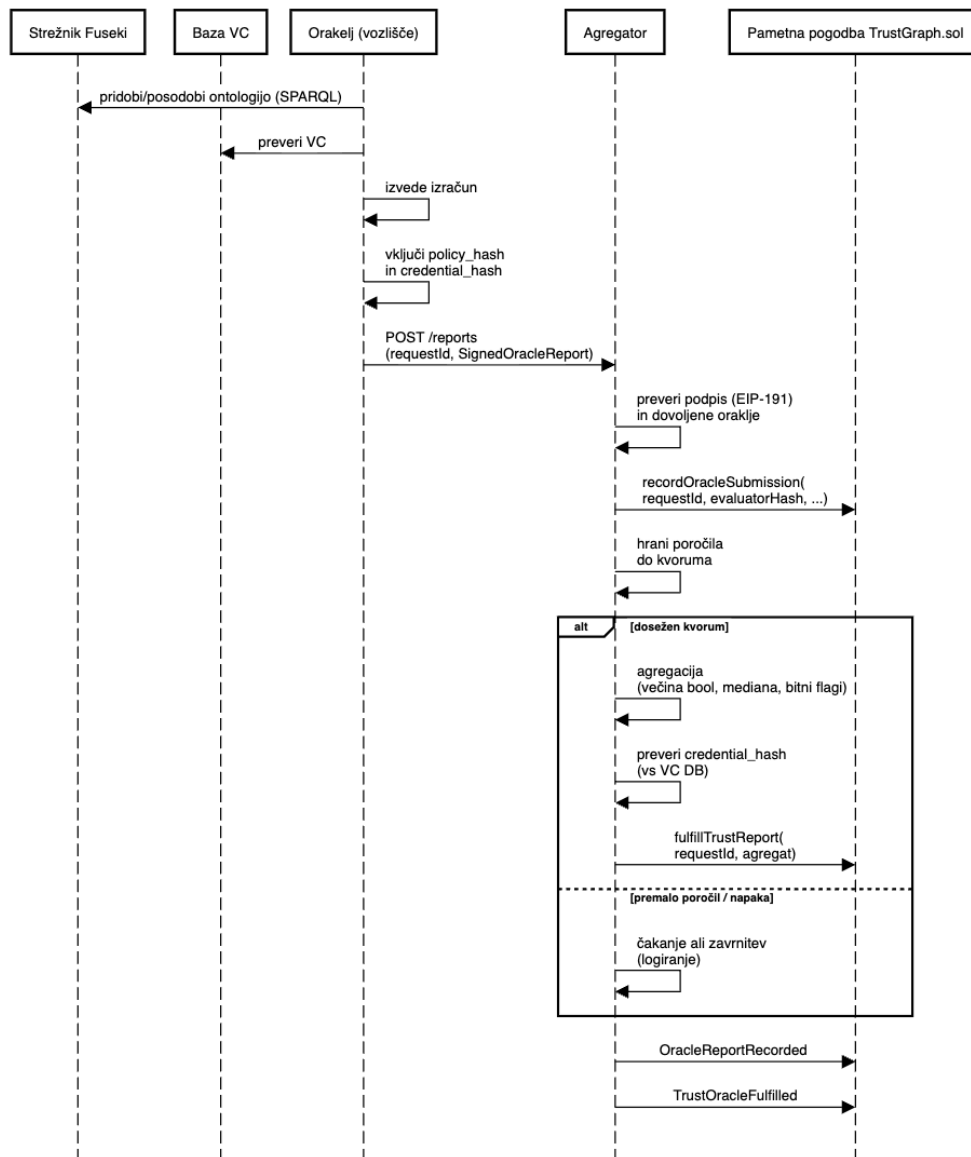 Strežnik Fuseki
Baza VC
Orakelj (vozlišče)
Agregator
Pametna pogodba TrustGraph.sol
pridobi/posodobi ontologijo (SPARQL)
preveri VC
izvede izračun
vključi policy_hash
in credential_hash
POST /reports
(requestId, SignedOracleReport)
preveri podpis (EIP-191)
in dovoljene oraklje
recordOracleSubmission(
requestId, evaluatorHash, ...)
hrani poročila
do kvoruma
alt
[dosežen kvorum]
agregacija
(večina bool, mediana, bitni flagi)
preveri credential_hash
(vs VC DB)
fulfillTrustReport(
requestId, agregat)
[premalo poročil / napaka]
čakanje ali zavrnitev
(logiranje)
OracleReportRecorded
TrustOracleFulfilled